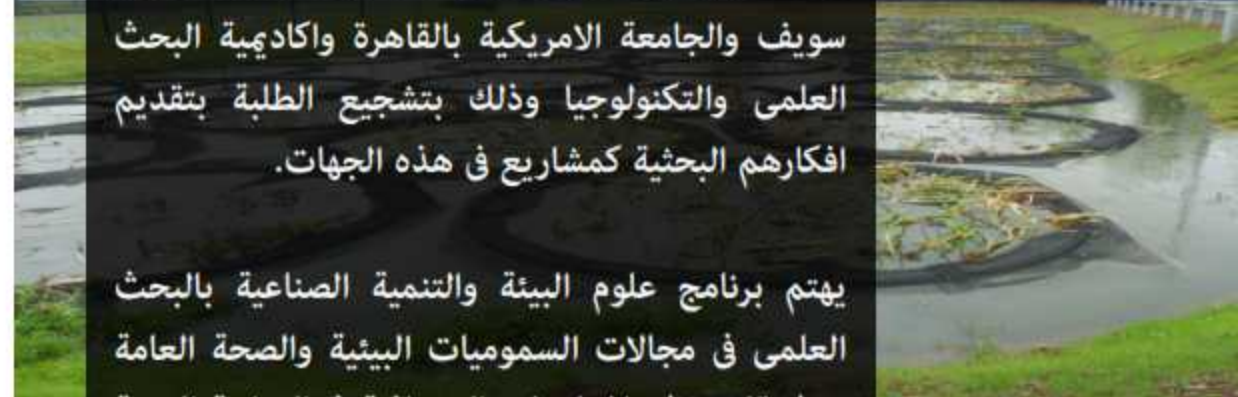 سويف والجامعة الامريكية بالقاهرة واكاديمية البحث
العلمى والتكنولوجيا وذلك بتشجيع الطلبة بتقديم
افكارهم البحثية كمشاريع فى هذه الجهات.
يهتم برنامج علوم البيئة والتنمية الصناعية بالبحث
العلمى فى مجالات السموميات البيئية والصحة العامة